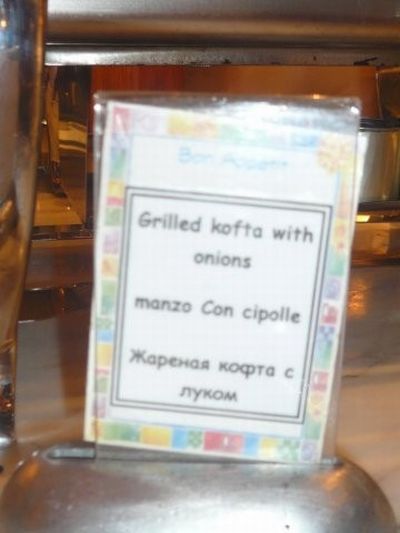 Bon Appetit
Grilled kofta with
onions
manzo Con cipolle
Жареная кофта с
луком